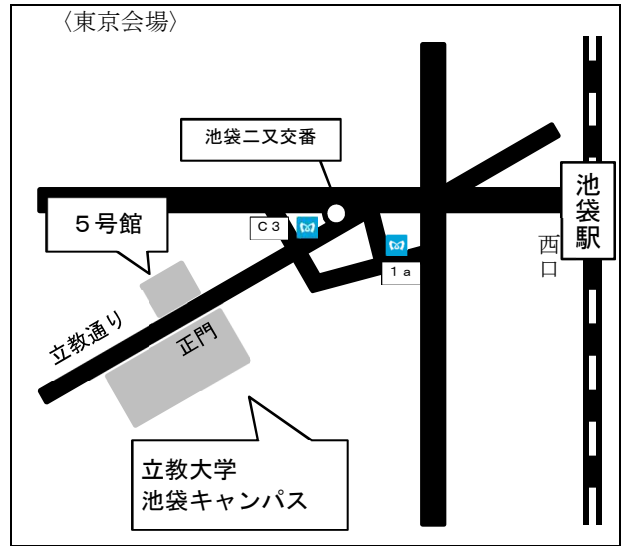 〈東京会場〉
池袋二又交番
池袋駅
西口
5号館
C3
1a
立教通り
正門
立教大学
池袋キャンパス